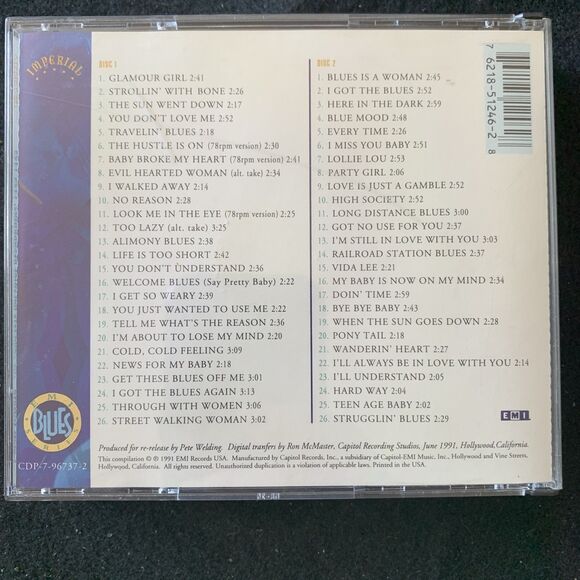 IMPERIAL
DISC 1
1. GLAMOUR GIRL 2:41
2. STROLLIN' WITH BONE 2:26
3. THE SUN WENT DOWN 2:17
4. YOU DON'T LOVE ME 2:52
5. TRAVELIN' BLUES 2:18
6. THE HUSTLE IS ON (78rpm version) 2:30
7. BABY BROKE MY HEART (78rpm version) 2:41
8. EVIL HEARTED WOMAN (alt. take) 2:34
9. I WALKED AWAY 2:14
10. NO REASON 2:28
11. LOOK ME IN THE EYE (78rpm version) 2:25
12. TOO LAZY (alt. take) 3:25
13. ALIMONY BLUES 2:38
14. LIFE IS TOO SHORT 2:42
15. YOU DON'T UNDERSTAND 2:36
16. WELCOME BLUES (Say Pretty Baby) 2:22
17. I GET SO WEARY 2:39
18. YOU JUST WANTED TO USE ME 2:22
19. TELL ME WHAT'S THE REASON 2:36
20. I'M ABOUT TO LOSE MY MIND 2:20
21. COLD, COLD FEELING 3:09
22. NEWS FOR MY BABY 2:18
23. GET THESE BLUES OFF ME 3:01
24. I GOT THE BLUES AGAIN 3:13
25. THROUGH WITH WOMEN 3:06
26. STREET WALKING WOMAN 3:02
DISC 2
1. BLUES IS A WOMAN 2:45
2. I GOT THE BLUES 2:52
3. HERE IN THE DARK 2:59
4. BLUE MOOD 2:48
5. EVERY TIME 2:26
6. I MISS YOU BABY 2:51
7. LOLLIE LOU 2:53
8. PARTY GIRL 2:06
9. LOVE IS JUST A GAMBLE 2:52
10. HIGH SOCIETY 2:52
11. LONG DISTANCE BLUES 3:00
12. GOT NO USE FOR YOU 2:37
13. I'M STILL IN LOVE WITH YOU 3:03
14. RAILROAD STATION BLUES 2:31
15. VIDA LEE 2:21
16. MY BABY IS NOW ON MY MIND 2:34
17. DOIN' TIME 2:59
18. BYE BYE BABY 2:43
19. WHEN THE SUN GOES DOWN 2:28
20. PONY TAIL 2:28
21. WANDERIN' HEART 2:27
22. I'LL ALWAYS BE IN LOVE WITH YOU 2:14
23. I'LL UNDERSTAND 2:05
24. HARD WAY 2:04
25. TEEN AGE BABY 2:02
26. STRUGGLIN' BLUES 2:29
7 6218-51246-2 8
EMI
EMI
BLUES
CDP-7-96737-2
Produced for re-release by Pete Welding. Digital tranfers by Ron McMaster, Capitol Recording Studios, June 1991, Hollywood, California.
This compilation © ℗ 1991 EMI Records USA. Manufactured by Capitol Records, Inc., a subsidiary of Capitol-EMI Music, Inc., Hollywood and Vine Streets,
Hollywood, California. All rights reserved. Unauthorized duplication is a violation of applicable laws. Printed in the USA.